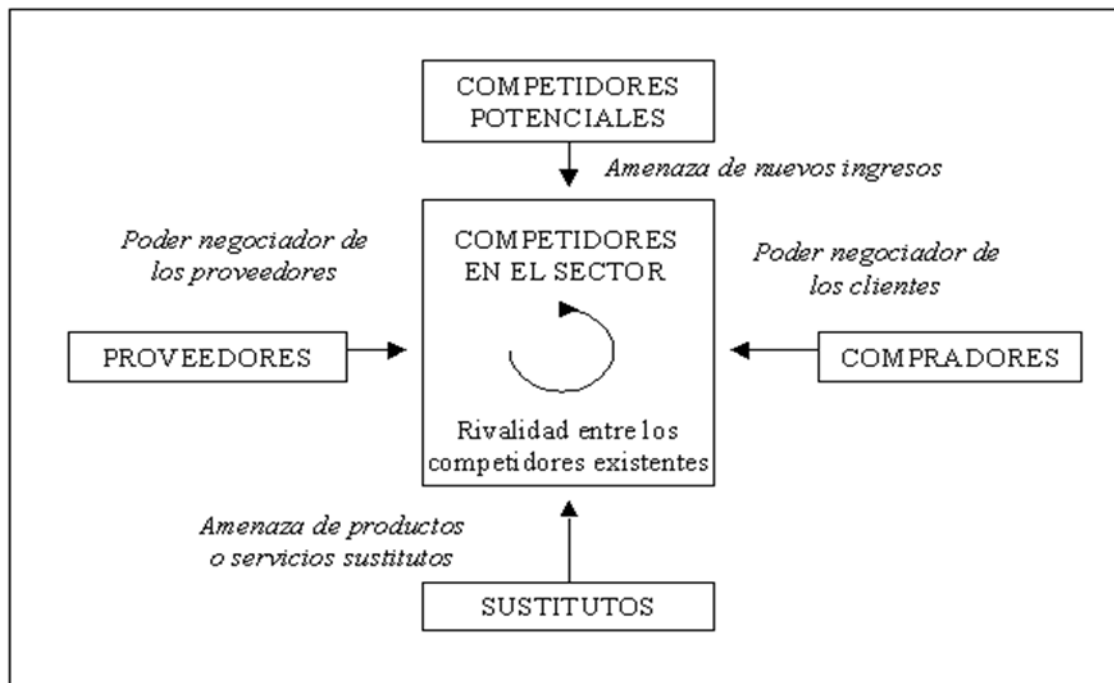 COMPETIDORES
POTENCIALES
Amenaza de nuevos ingresos
Poder negociador de
los proveedores
COMPETIDORES
EN EL SECTOR
Poder negociador de
los clientes
PROVEEDORES
COMPRADORES
Rivalidad entre los
competidores existentes
Amenaza de productos
o servicios sustitutos
SUSTITUTOS